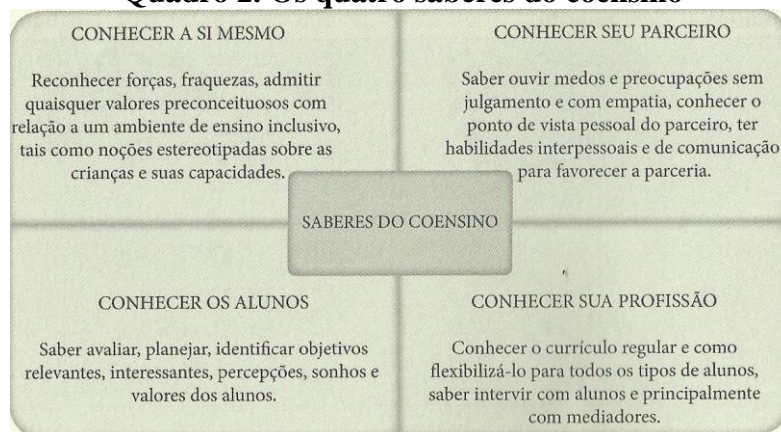 Quadro 2: Os quatro saberes do coensino
CONHECER A SI MESMO
Reconhecer forças, fraquezas, admitir
quaisquer valores preconceituosos com
relação a um ambiente de ensino inclusivo,
tais como noções estereotipadas sobre as
crianças e suas capacidades.
CONHECER SEU PARCEIRO
Saber ouvir medos e preocupações sem
julgamento e com empatia, conhecer o
ponto de vista pessoal do parceiro, ter
habilidades interpessoais e de comunicação
para favorecer a parceria.
SABERES DO COENSINO
CONHECER OS ALUNOS
Saber avaliar, planejar, identificar objetivos
relevantes, interessantes, percepções, sonhos e
valores dos alunos.
CONHECER SUA PROFISSÃO
Conhecer o currículo regular e como
flexibilizá-lo para todos os tipos de alunos,
saber intervir com alunos e principalmente
com mediadores.